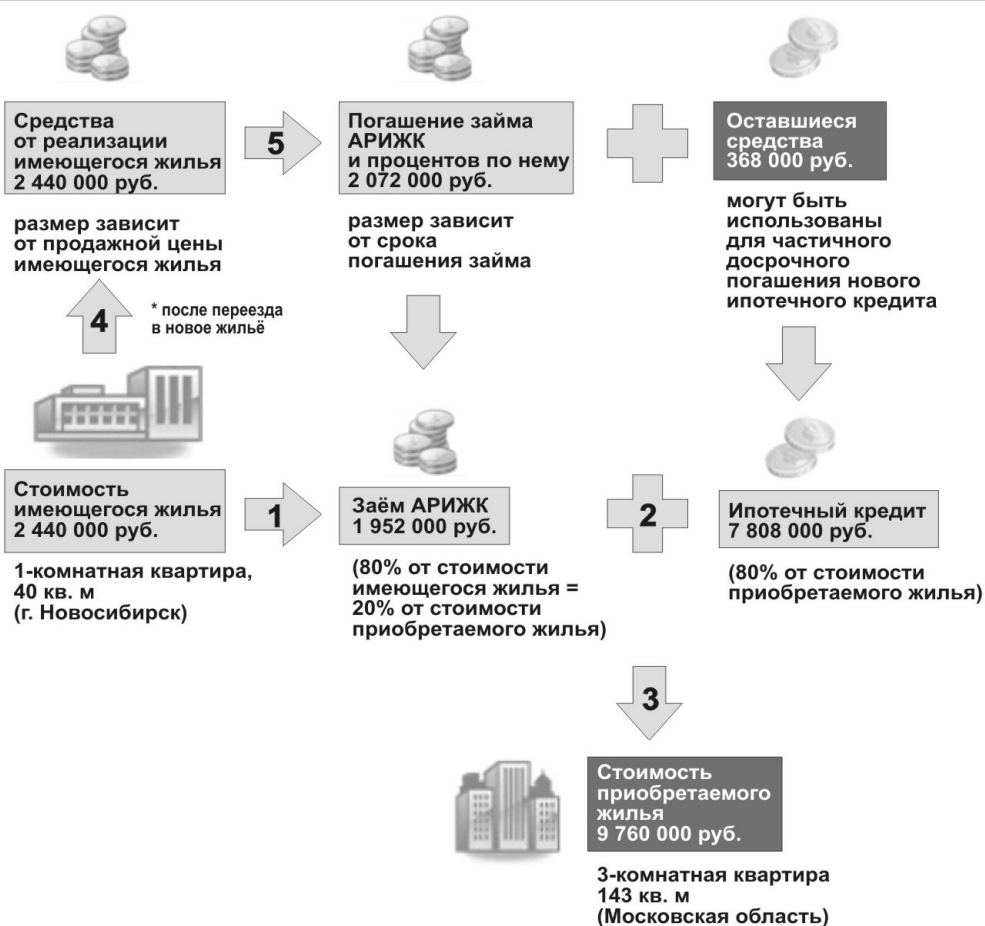 Средства
от реализации
имеющегося жилья
2 440 000 руб.
5
Погашение займа
АРИЖК
и процентов по нему
2 072 000 руб.
Оставшиеся
средства
368 000 руб.
размер зависит
от продажной цены
имеющегося жилья
размер зависит
от срока
погашения займа
могут быть
использованы
для частичного
досрочного
погашения нового
ипотечного кредита
4
* после переезда
в новое жильё
Стоимость
имеющегося жилья
2 440 000 руб.
1
Заём АРИЖК
1 952 000 руб.
2
Ипотечный кредит
7 808 000 руб.
1-комнатная квартира,
40 кв. м
(г. Новосибирск)
(80% от стоимости
имеющегося жилья =
20% от стоимости
приобретаемого жилья)
(80% от стоимости
приобретаемого жилья)
3
Стоимость
приобретаемого
жилья
9 760 000 руб.
3-комнатная квартира
143 кв. м
(Московская область)